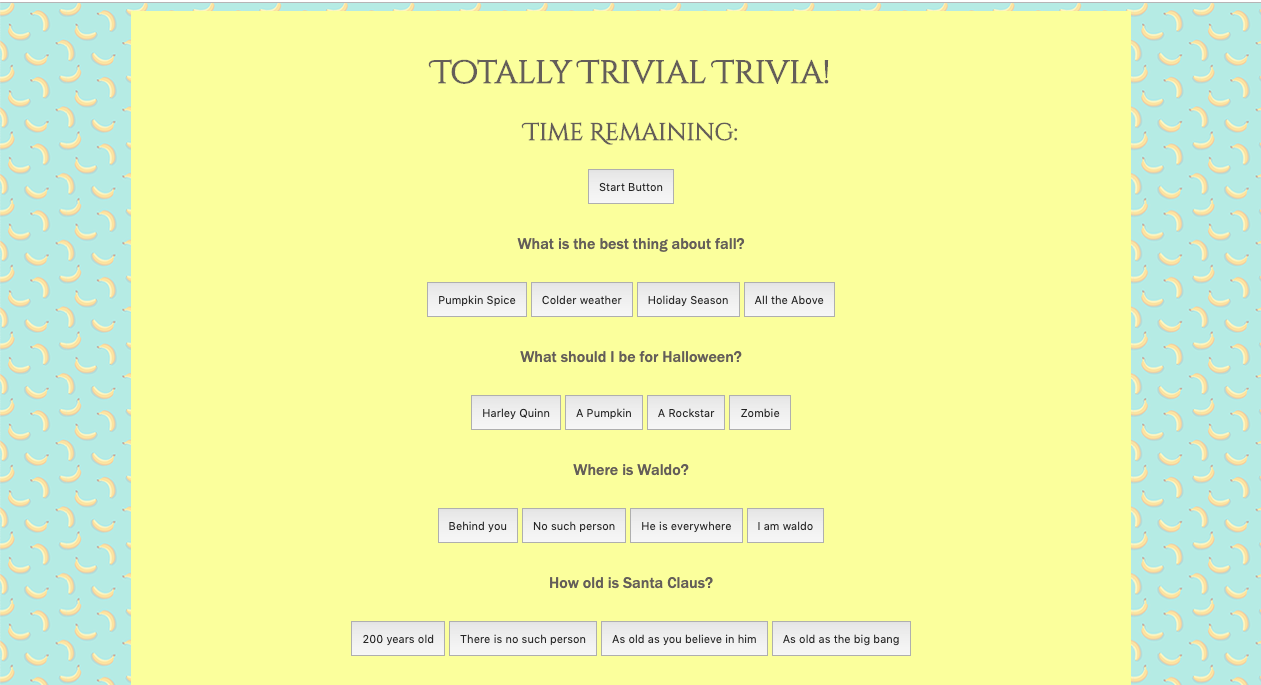 Totally Trivial Trivia!
Time Remaining:
Start Button
What is the best thing about fall?
Pumpkin Spice Colder weather Holiday Season All the Above
What should I be for Halloween?
Harley Quinn A Pumpkin A Rockstar Zombie
Where is Waldo?
Behind you No such person He is everywhere I am waldo
How old is Santa Claus?
200 years old There is no such person As old as you believe in him As old as the big bang